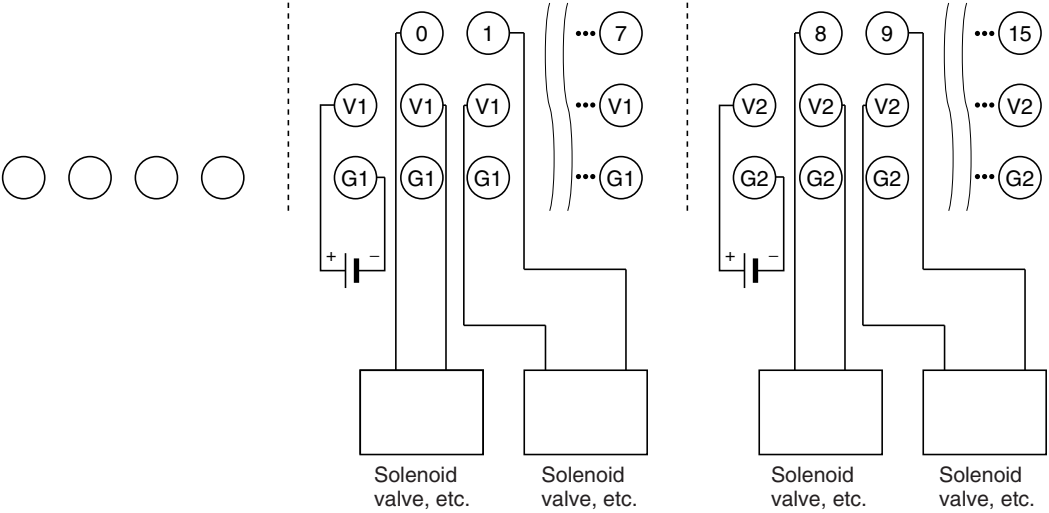 0 1 ••• 7 8 9 ••• 15
V1 V1 V1 ••• V1 V2 V2 V2 ••• V2
G1 G1 G1 ••• G1 G2 G2 G2 ••• G2
+ − + −
Solenoid Solenoid Solenoid Solenoid
valve, etc. valve, etc. valve, etc. valve, etc.